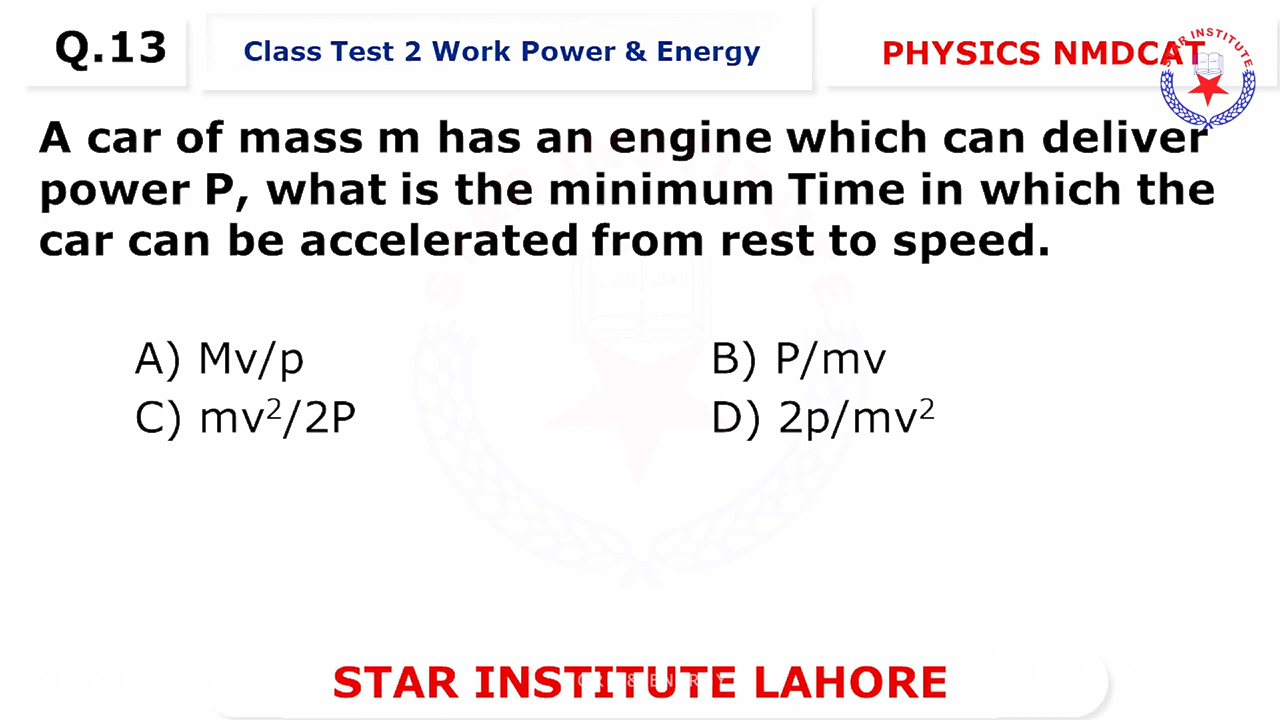 Q.13
Class Test 2 Work Power & Energy
PHYSICS NMDCAT
STAR INSTITUTE
A car of mass m has an engine which can deliver
power P, what is the minimum Time in which the
car can be accelerated from rest to speed.
A) Mv/p
B) P/mv
C) mv²/2P
D) 2p/mv²
STAR INSTITUTE LAHORE